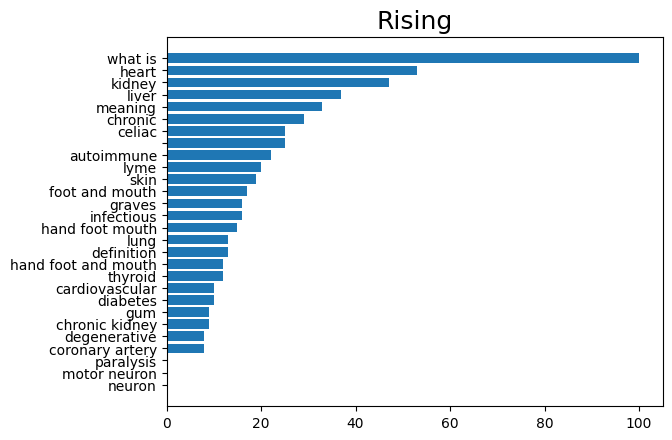 Rising
what is
heart
kidney
liver
meaning
chronic
celiac
autoimmune
lyme
skin
foot and mouth
graves
infectious
hand foot mouth
lung
definition
hand foot and mouth
thyroid
cardiovascular
diabetes
gum
chronic kidney
degenerative
coronary artery
paralysis
motor neuron
neuron
0 20 40 60 80 100